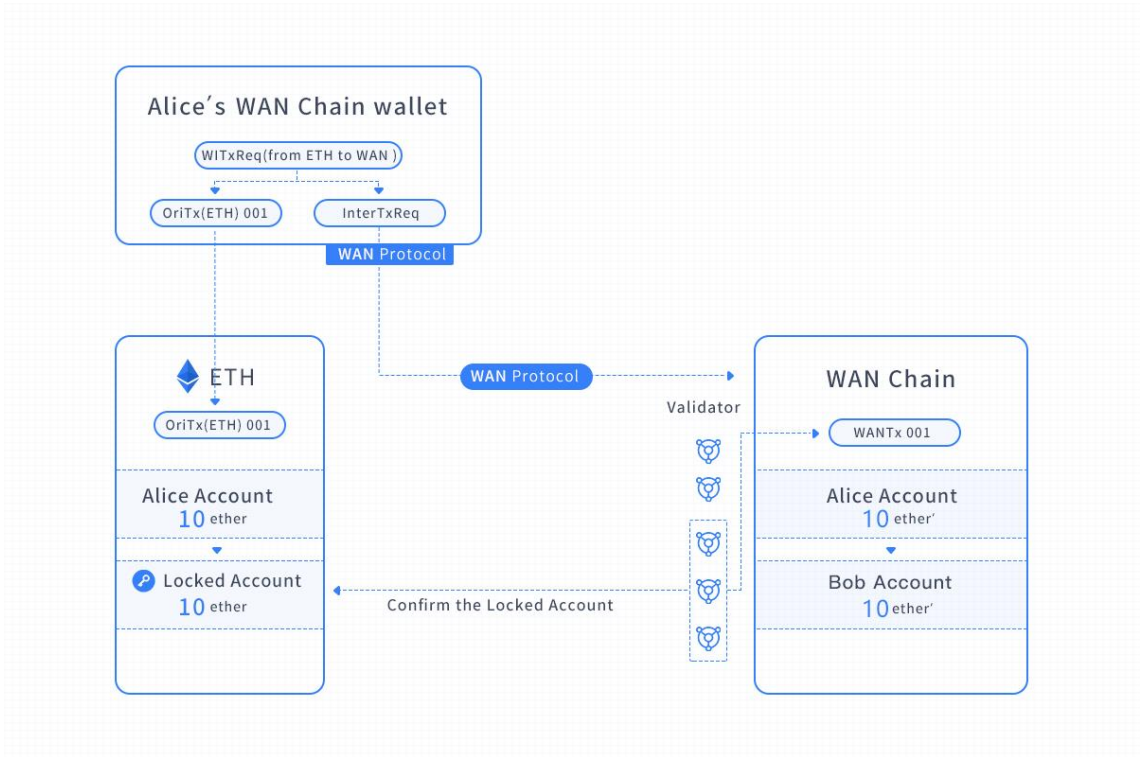 Alice′s WAN Chain wallet
WITxReq(from ETH to WAN )
OriTx(ETH) 001
InterTxReq
WAN Protocol
ETH
OriTx(ETH) 001
Alice Account
10 ether
Locked Account
10 ether
WAN Protocol
Validator
Confirm the Locked Account
WAN Chain
WANTx 001
Alice Account
10 ether′
Bob Account
10 ether′